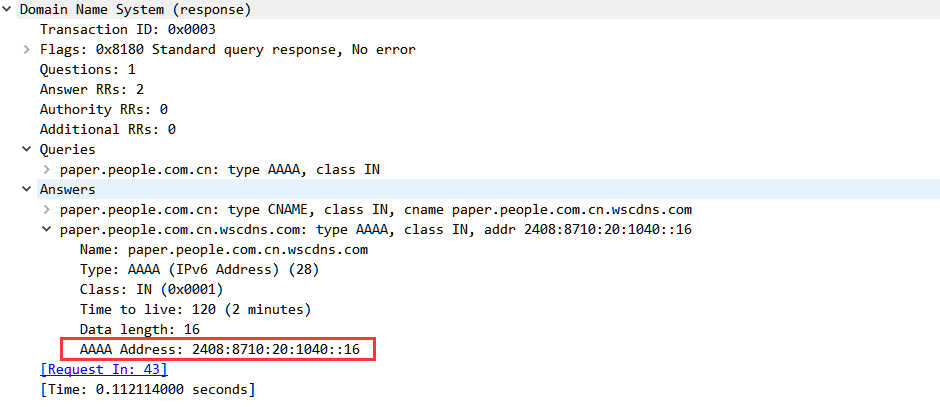 Domain Name System (response)
Transaction ID: 0x0003
Flags: 0x8180 Standard query response, No error
Questions: 1
Answer RRs: 2
Authority RRs: 0
Additional RRs: 0
Queries
paper.people.com.cn: type AAAA, class IN
Answers
paper.people.com.cn: type CNAME, class IN, cname paper.people.com.cn.wscdns.com
paper.people.com.cn.wscdns.com: type AAAA, class IN, addr 2408:8710:20:1040::16
Name: paper.people.com.cn.wscdns.com
Type: AAAA (IPv6 Address) (28)
Class: IN (0x0001)
Time to live: 120 (2 minutes)
Data length: 16
AAAA Address: 2408:8710:20:1040::16
[Request In: 43]
[Time: 0.112114000 seconds]